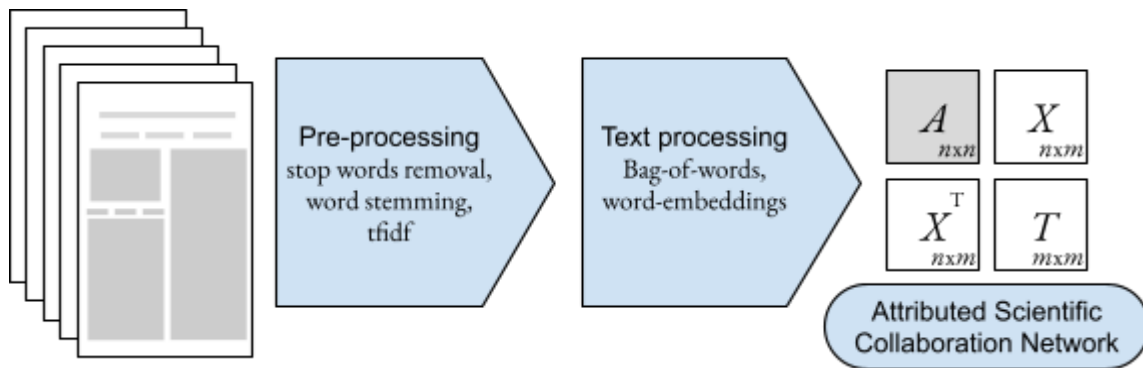 Pre-processing
stop words removal,
word stemming,
tfidf
Text processing
Bag-of-words,
word-embeddings
A
nxn
X
nxm
X^T
nxm
T
mxm
Attributed Scientific
Collaboration Network